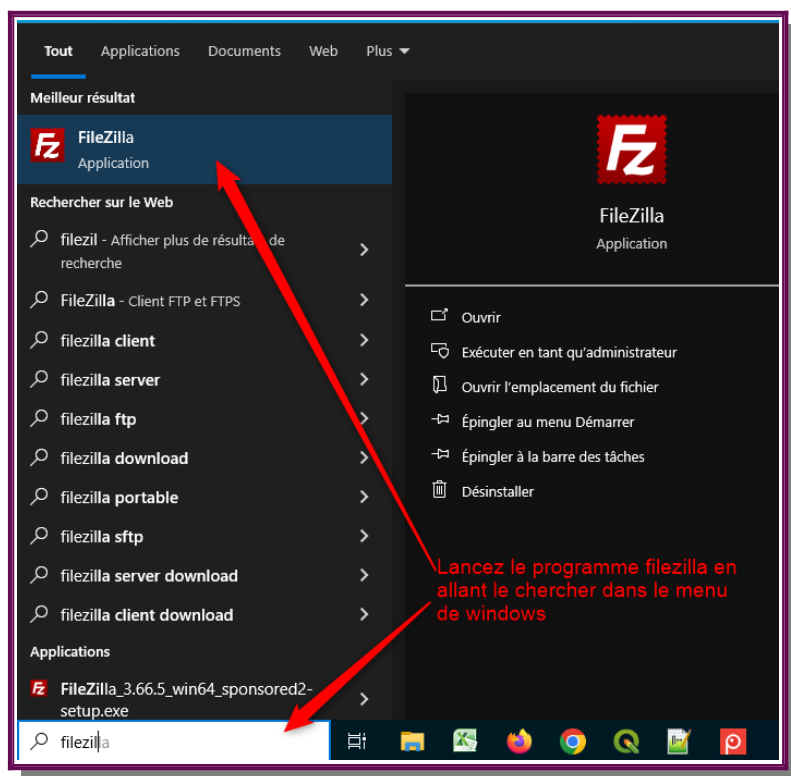 Tout Applications Documents Web Plus
Meilleur résultat
FileZilla
Application
Rechercher sur le Web
filezil - Afficher plus de résultats de
recherche
FileZilla - Client FTP et FTPS
filezilla client
filezilla server
filezilla ftp
filezilla download
filezilla portable
filezilla sftp
filezilla server download
filezilla client download
Applications
FileZilla_3.66.5_win64_sponsored2-
setup.exe
filezilla
Fz
FileZilla
Application
Ouvrir
Exécuter en tant qu'administrateur
Ouvrir l'emplacement du fichier
Épingler au menu Démarrer
Épingler à la barre des tâches
Désinstaller
Lancez le programme filezilla en
allant le chercher dans le menu
de windows